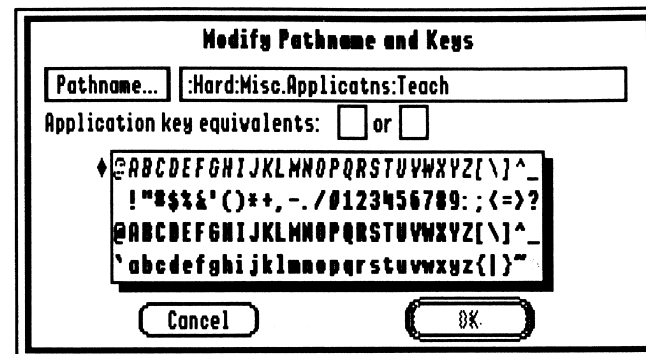 Modify Pathname and Keys
Pathname... :Hard:Misc.Applicatns:Teach
Application key equivalents: or
@ABCDEFGHIJKLMNOPQRSTUVWXYZ[\]^_
!"#$%&'()*+,-./0123456789:;<=>?
@ABCDEFGHIJKLMNOPQRSTUVWXYZ[\]^_
`abcdefghijklmnopqrstuvwxyz{|}~
Cancel OK